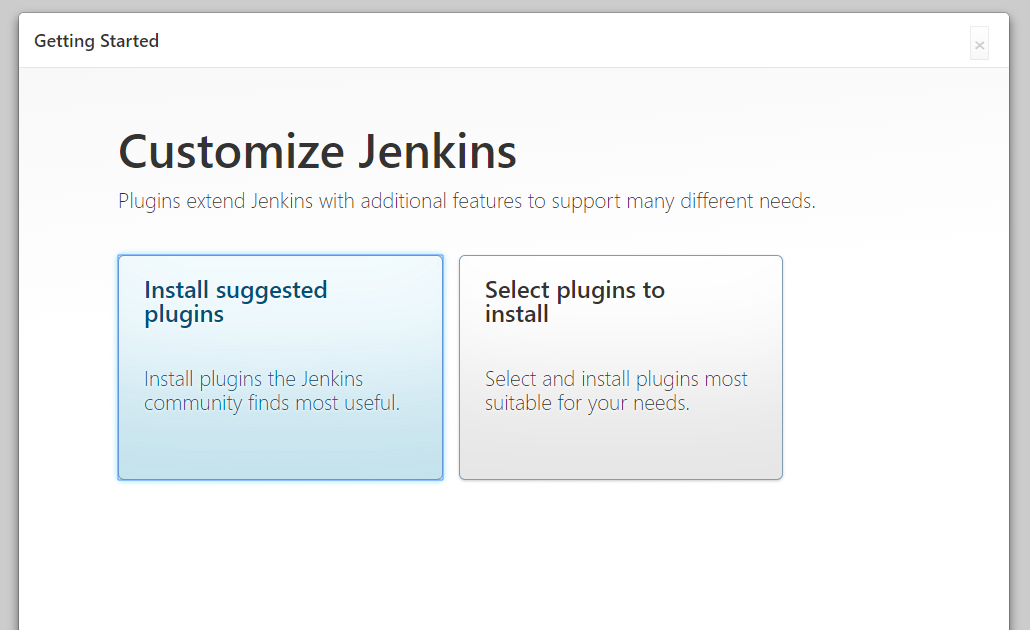 Getting Started
×
Customize Jenkins
Plugins extend Jenkins with additional features to support many different needs.
Install suggested
plugins
Install plugins the Jenkins
community finds most useful.
Select plugins to
install
Select and install plugins most
suitable for your needs.